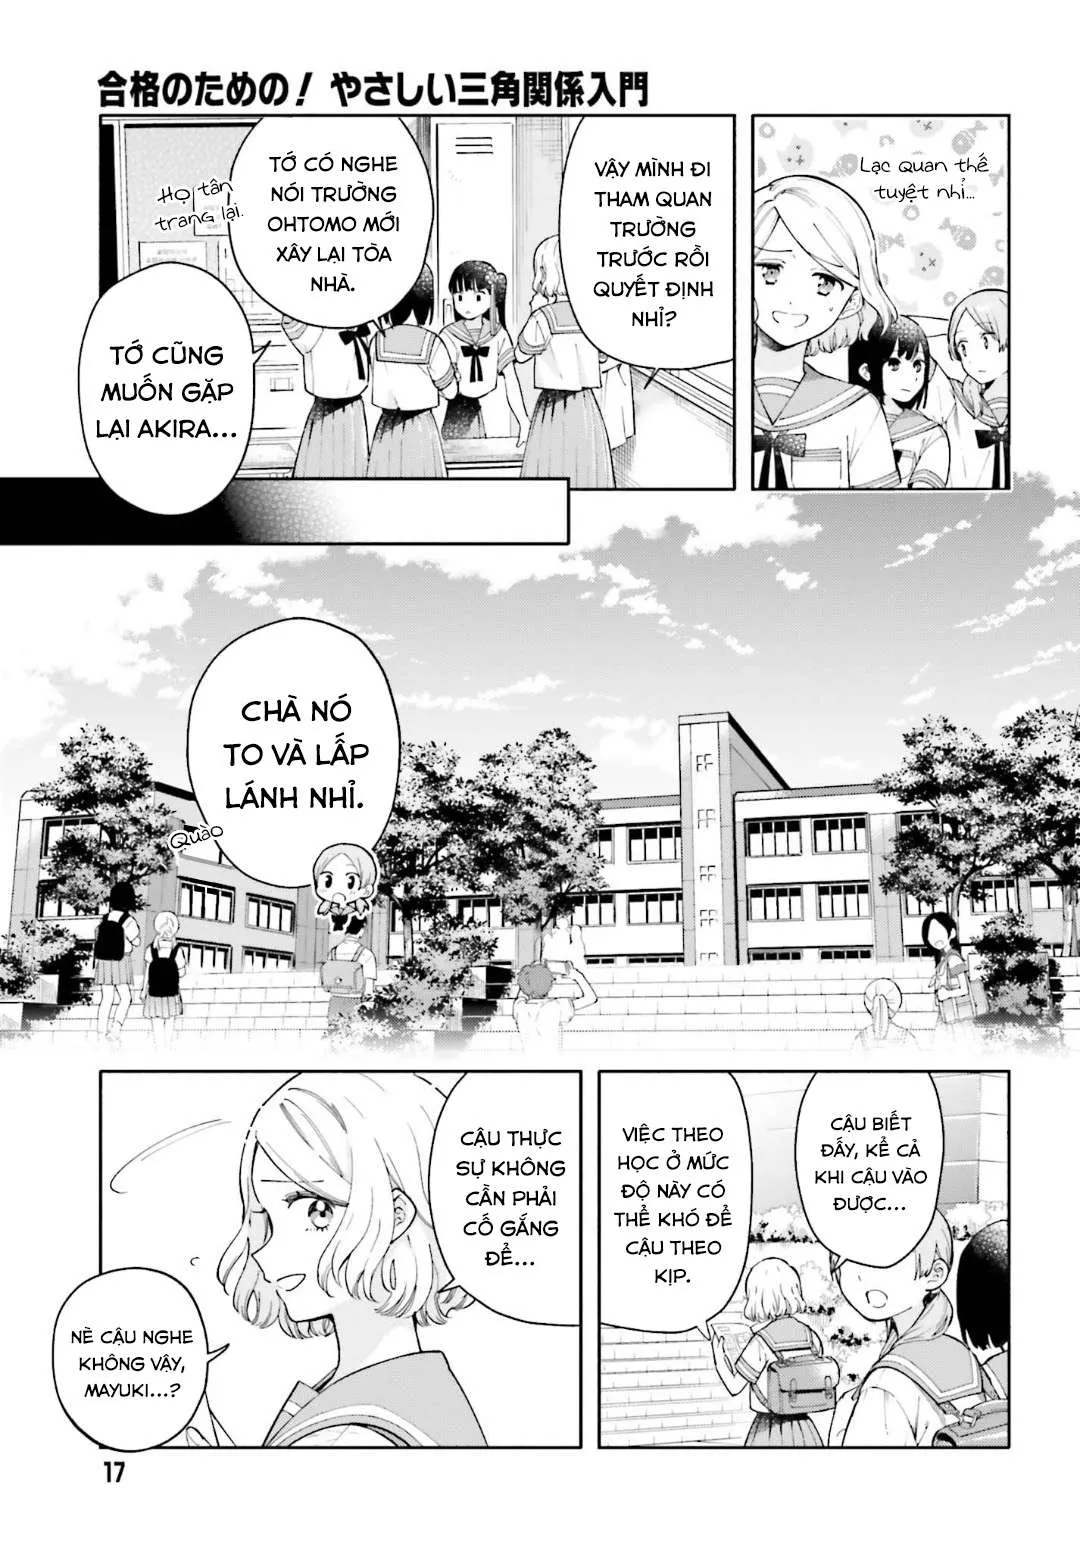 合格のための！ やさしい三角関係入門
Lạc quan thế
tuyệt nhỉ...
VẬY MÌNH ĐI
THAM QUAN
TRƯỜNG
TRƯỚC RỒI
QUYẾT ĐỊNH
NHỈ?
TỚ CÓ NGHE
NÓI TRƯỜNG
OHTOMO MỚI
XÂY LẠI TÒA
NHÀ.
Họ tân
trang lại.
TỚ CŨNG
MUỐN GẶP
LẠI AKIRA...
CHÀ NÓ
TO VÀ LẤP
LÁNH NHỈ.
Quào
CẬU BIẾT
ĐẤY, KỂ CẢ
KHI CẬU VÀO
ĐƯỢC...
VIỆC THEO
HỌC Ở MỨC
ĐỘ NÀY CÓ
THỂ KHÓ ĐỂ
CẬU THEO
KỊP.
CẬU THỰC
SỰ KHÔNG
CẦN PHẢI
CỐ GẮNG
ĐỂ...
NÈ CẬU NGHE
KHÔNG VẬY,
MAYUKI...?
17